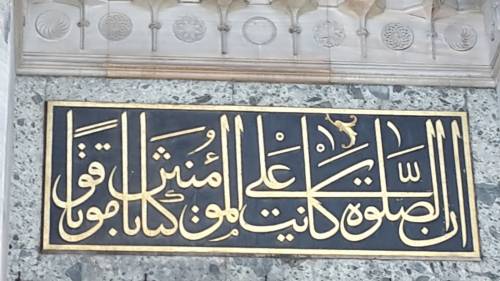 ان الصلوة كانت على المؤمنين كتابا موقوتا